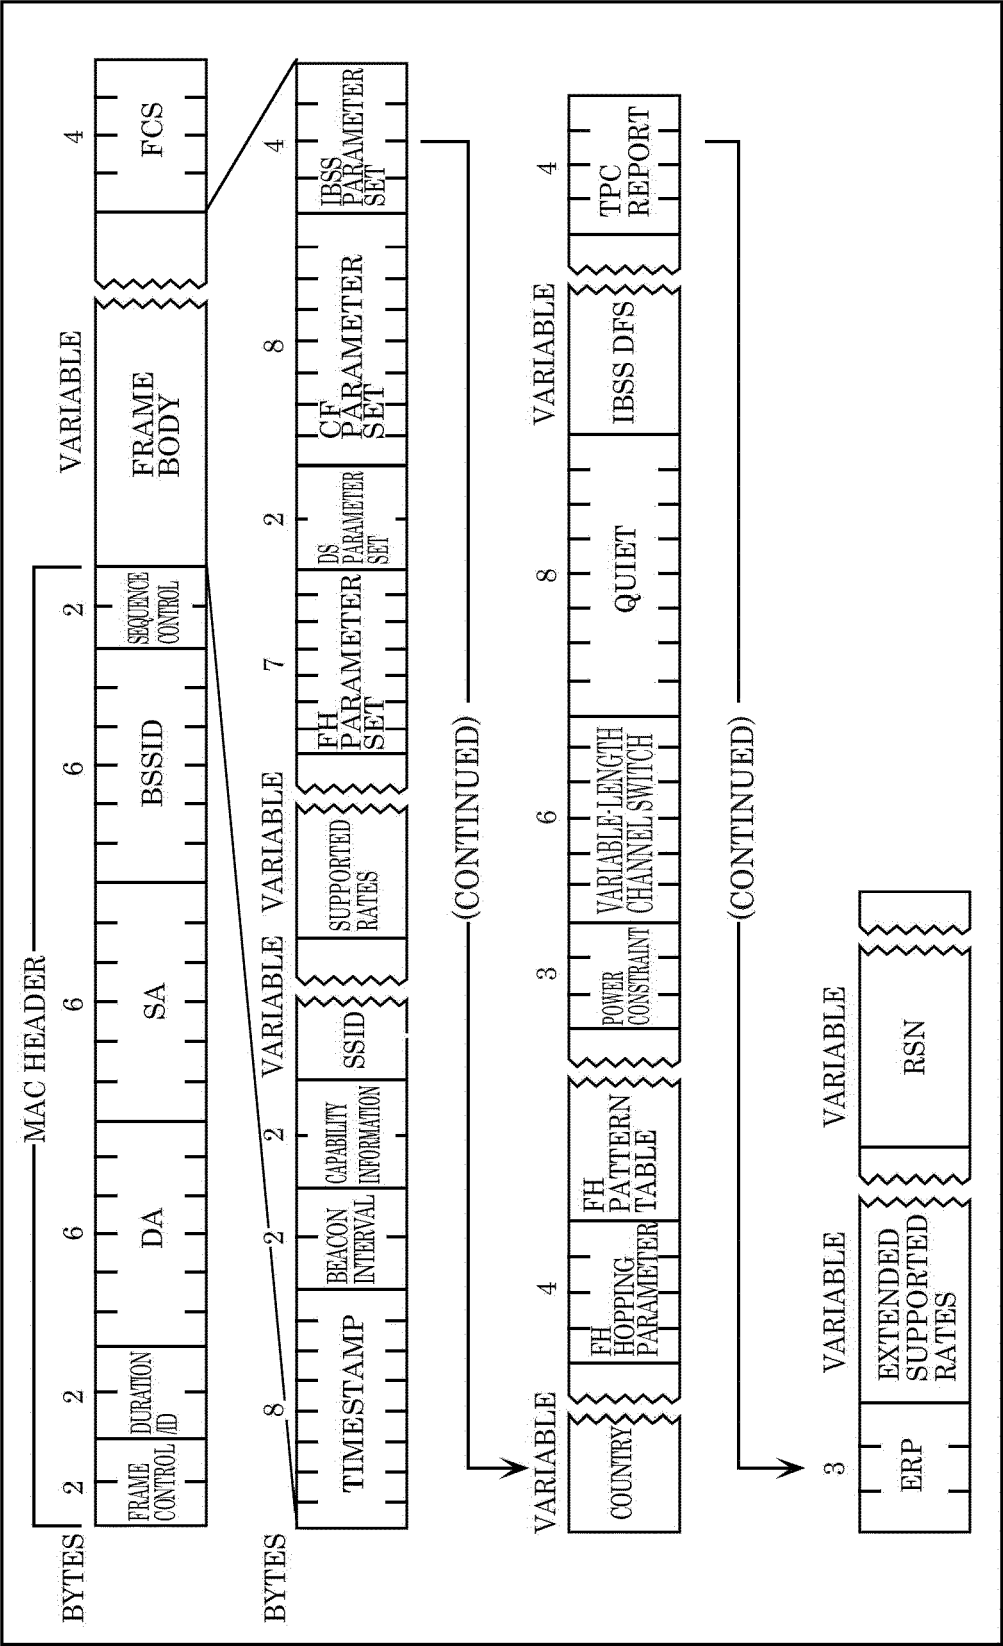 MAC HEADER
BYTES 2 2 6 6 6 2 VARIABLE 4
FRAME
CONTROL
DURATION
/ID
DA
SA
BSSID
SEQUENCE
CONTROL
FRAME
BODY
FCS
BYTES 8 2 2 VARIABLE VARIABLE 7 2 8 4
TIMESTAMP
BEACON
INTERVAL
CAPABILITY
INFORMATION
SSID
SUPPORTED
RATES
FH
PARAMETER
SET
DS
PARAMETER
SET
CF
PARAMETER
SET
IBSS
PARAMETER
SET
(CONTINUED)
VARIABLE 4 3 6 8 VARIABLE 4
COUNTRY
FH
HOPPING
PARAMETER
FH
PATTERN
TABLE
POWER
CONSTRAINT
VARIABLE-LENGTH
CHANNEL SWITCH
QUIET
IBSS DFS
TPC
REPORT
(CONTINUED)
3 VARIABLE VARIABLE
ERP
EXTENDED
SUPPORTED
RATES
RSN